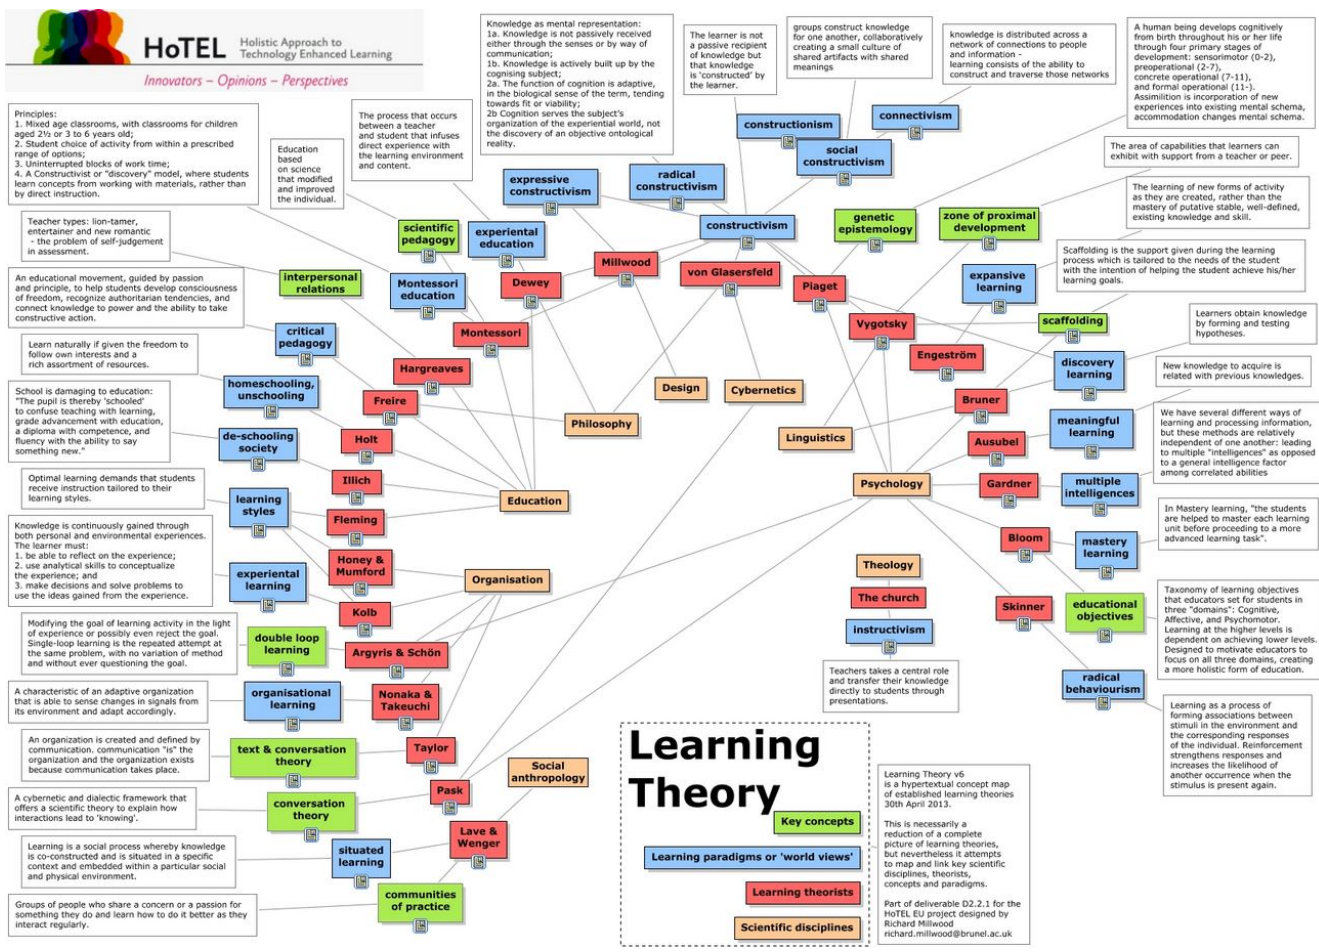 HoTEL
Holistic Approach to
Technology Enhanced Learning
Innovators – Opinions – Perspectives
Knowledge as mental representation:
1a. Knowledge is not passively received
either through the senses or by way of
communication;
1b. Knowledge is actively built up by the
cognising subject;
2a. The function of cognition is adaptive,
in the biological sense of the term, tending
towards fit or viability;
2b Cognition serves the subject's
organization of the experiential world, not
the discovery of an objective ontological
reality.
The learner is not
a passive recipient
of knowledge but
that knowledge
is 'constructed' by
the learner.
groups construct knowledge
for one another, collaboratively
creating a small culture of
shared artifacts with shared
meanings
knowledge is distributed across a
network of connections to people
and information -
learning consists of the ability to
construct and traverse those networks
A human being develops cognitively
from birth throughout his or her life
through four primary stages of
development: sensorimotor (0-2),
preoperational (2-7),
concrete operational (7-11),
and formal operational (11-).
Assimilition is incorporation of new
experiences into existing mental schema,
accommodation changes mental schema.
Principles:
1. Mixed age classrooms, with classrooms for children
aged 2½ or 3 to 6 years old;
2. Student choice of activity from within a prescribed
range of options;
3. Uninterrupted blocks of work time;
4. A Constructivist or "discovery" model, where students
learn concepts from working with materials, rather than
by direct instruction.
Education
based
on science
that modified
and improved
the individual.
The process that occurs
between a teacher
and student that infuses
direct experience with
the learning environment
and content.
constructionism
connectivism
social
constructivism
The area of capabilities that learners can
exhibit with support from a teacher or peer.
expressive
constructivism
radical
constructivism
The learning of new forms of activity
as they are created, rather than the
mastery of putative stable, well-defined,
existing knowledge and skill.
Teacher types: lion-tamer,
entertainer and new romantic
- the problem of self-judgement
in assessment.
scientific
pedagogy
experiental
education
constructivism
genetic
epistemology
zone of proximal
development
Scaffolding is the support given during the learning
process which is tailored to the needs of the student
with the intention of helping the student achieve his/her
learning goals.
interpersonal
relations
Montessori
education
Dewey
Millwood
von Glasersfeld
Piaget
expansive
learning
An educational movement, guided by passion
and principle, to help students develop consciousness
of freedom, recognize authoritarian tendencies, and
connect knowledge to power and the ability to take
constructive action.
critical
pedagogy
Montessori
Vygotsky
scaffolding
Learners obtain knowledge
by forming and testing
hypotheses.
Learn naturally if given the freedom to
follow own interests and a
rich assortment of resources.
Hargreaves
Engeström
discovery
learning
New knowledge to acquire is
related with previous knowledges.
homeschooling,
unschooling
Freire
Design
Cybernetics
Bruner
School is damaging to education:
"The pupil is thereby 'schooled'
to confuse teaching with learning,
grade advancement with education,
a diploma with competence, and
fluency with the ability to say
something new."
de-schooling
society
Holt
Philosophy
Linguistics
Ausubel
meaningful
learning
We have several different ways of
learning and processing information,
but these methods are relatively
independent of one another: leading
to multiple "intelligences" as opposed
to a general intelligence factor
among correlated abilities
Optimal learning demands that students
receive instruction tailored to their
learning styles.
learning
styles
Illich
Education
Psychology
Gardner
multiple
intelligences
Fleming
Knowledge is continuously gained through
both personal and environmental experiences.
The learner must:
1. be able to reflect on the experience;
2. use analytical skills to conceptualize
the experience; and
3. make decisions and solve problems to
use the ideas gained from the experience.
Bloom
mastery
learning
In Mastery learning, "the students
are helped to master each learning
unit before proceeding to a more
advanced learning task".
experiential
learning
Honey &
Mumford
Organisation
Theology
Kolb
The church
Skinner
educational
objectives
Taxonomy of learning objectives
that educators set for students in
three "domains": Cognitive,
Affective, and Psychomotor.
Learning at the higher levels is
dependent on achieving lower levels.
Designed to motivate educators to
focus on all three domains, creating
a more holistic form of education.
Modifying the goal of learning activity in the light
of experience or possibly even reject the goal.
Single-loop learning is the repeated attempt at
the same problem, with no variation of method
and without ever questioning the goal.
double loop
learning
Argyris & Schön
instructivism
Teachers takes a central role
and transfer their knowledge
directly to students through
presentations.
radical
behaviourism
A characteristic of an adaptive organization
that is able to sense changes in signals from
its environment and adapt accordingly.
organisational
learning
Nonaka &
Takeuchi
Learning as a process of
forming associations between
stimuli in the environment and
the corresponding responses
of the individual. Reinforcement
strengthens responses and
increases the likelihood of
another occurrence when the
stimulus is present again.
An organization is created and defined by
communication. communication "is" the
organization and the organization exists
because communication takes place.
text & conversation
theory
Taylor
Social
anthropology
A cybernetic and dialectic framework that
offers a scientific theory to explain how
interactions lead to 'knowing'.
conversation
theory
Pask
Learning is a social process whereby knowledge
is co-constructed and is situated in a specific
context and embedded within a particular social
and physical environment.
situated
learning
Lave &
Wenger
Groups of people who share a concern or a passion for
something they do and learn how to do it better as they
interact regularly.
communities
of practice
Learning
Theory
Key concepts
Learning paradigms or 'world views'
Learning theorists
Scientific disciplines
Learning Theory v6
is a hypertextual concept map
of established learning theories
30th April 2013.
This is necessarily a
reduction of a complete
picture of learning theories,
but nevertheless it attempts
to map and link key scientific
disciplines, theorists,
concepts and paradigms.
Part of deliverable D2.2.1 for the
HoTEL EU project designed by
Richard Millwood
richard.millwood@brunel.ac.uk